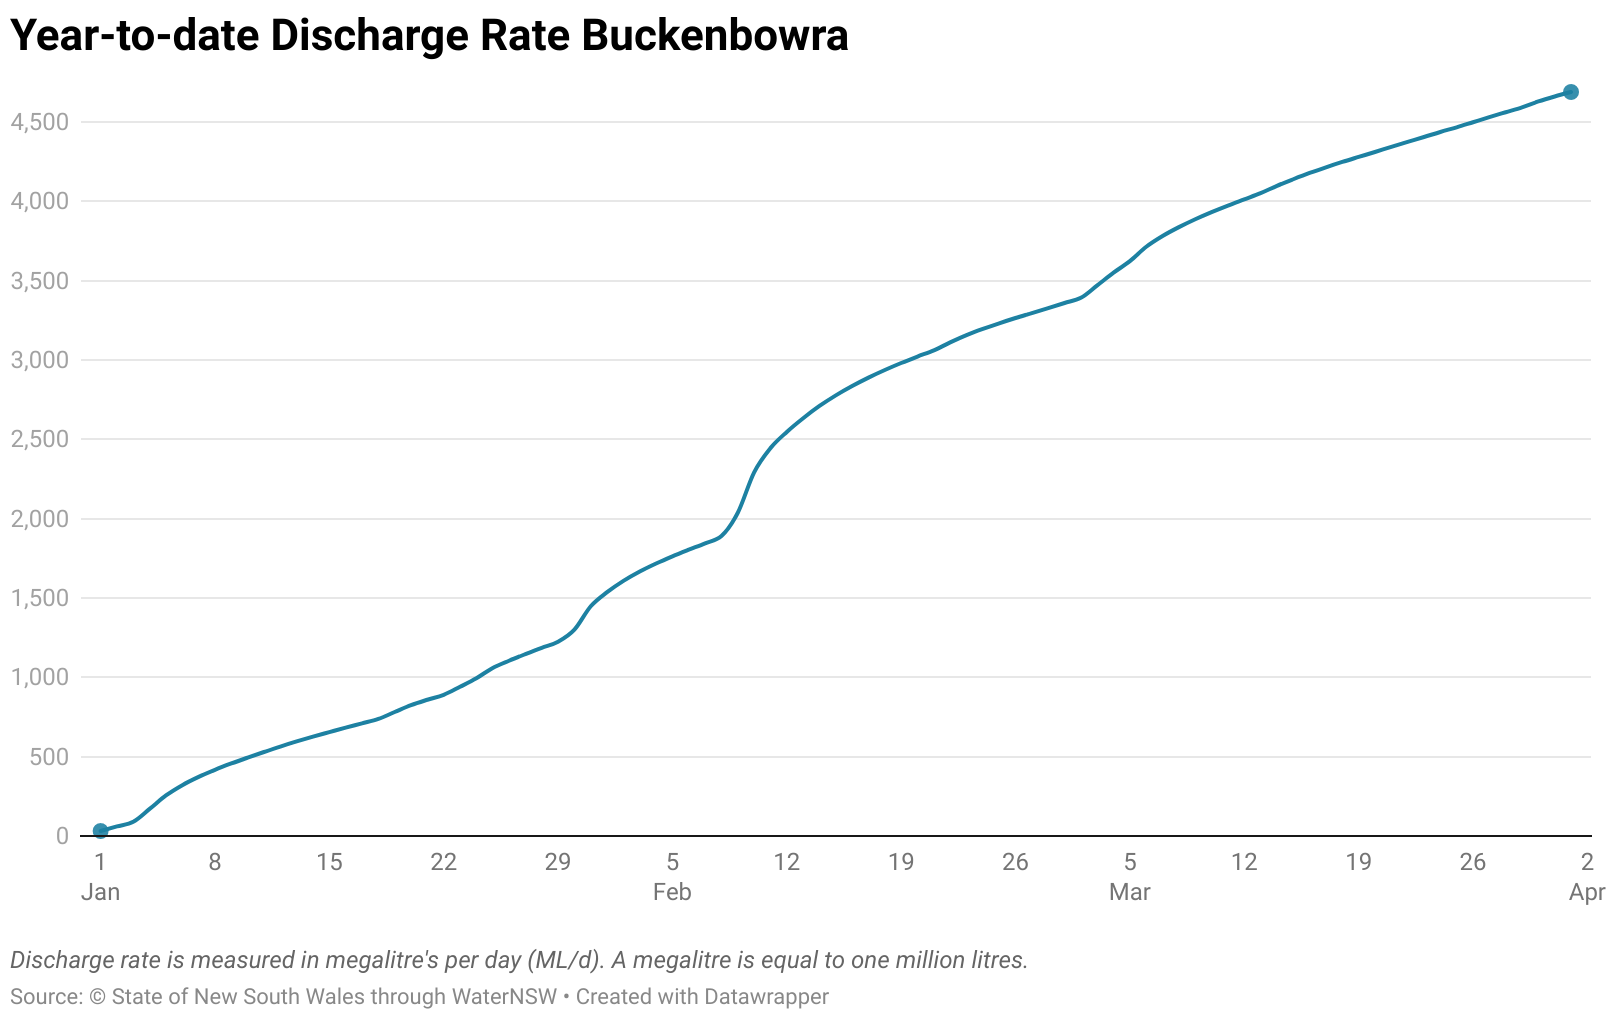 Year-to-date Discharge Rate Buckenbowra
4,500
4,000
3,500
3,000
2,500
2,000
1,500
1,000
500
0
1 8 15 22 29 5 12 19 26 5 12 19 26 2
Jan Feb Mar Apr
Discharge rate is measured in megalitre's per day (ML/d). A megalitre is equal to one million litres.
Source: © State of New South Wales through WaterNSW • Created with Datawrapper